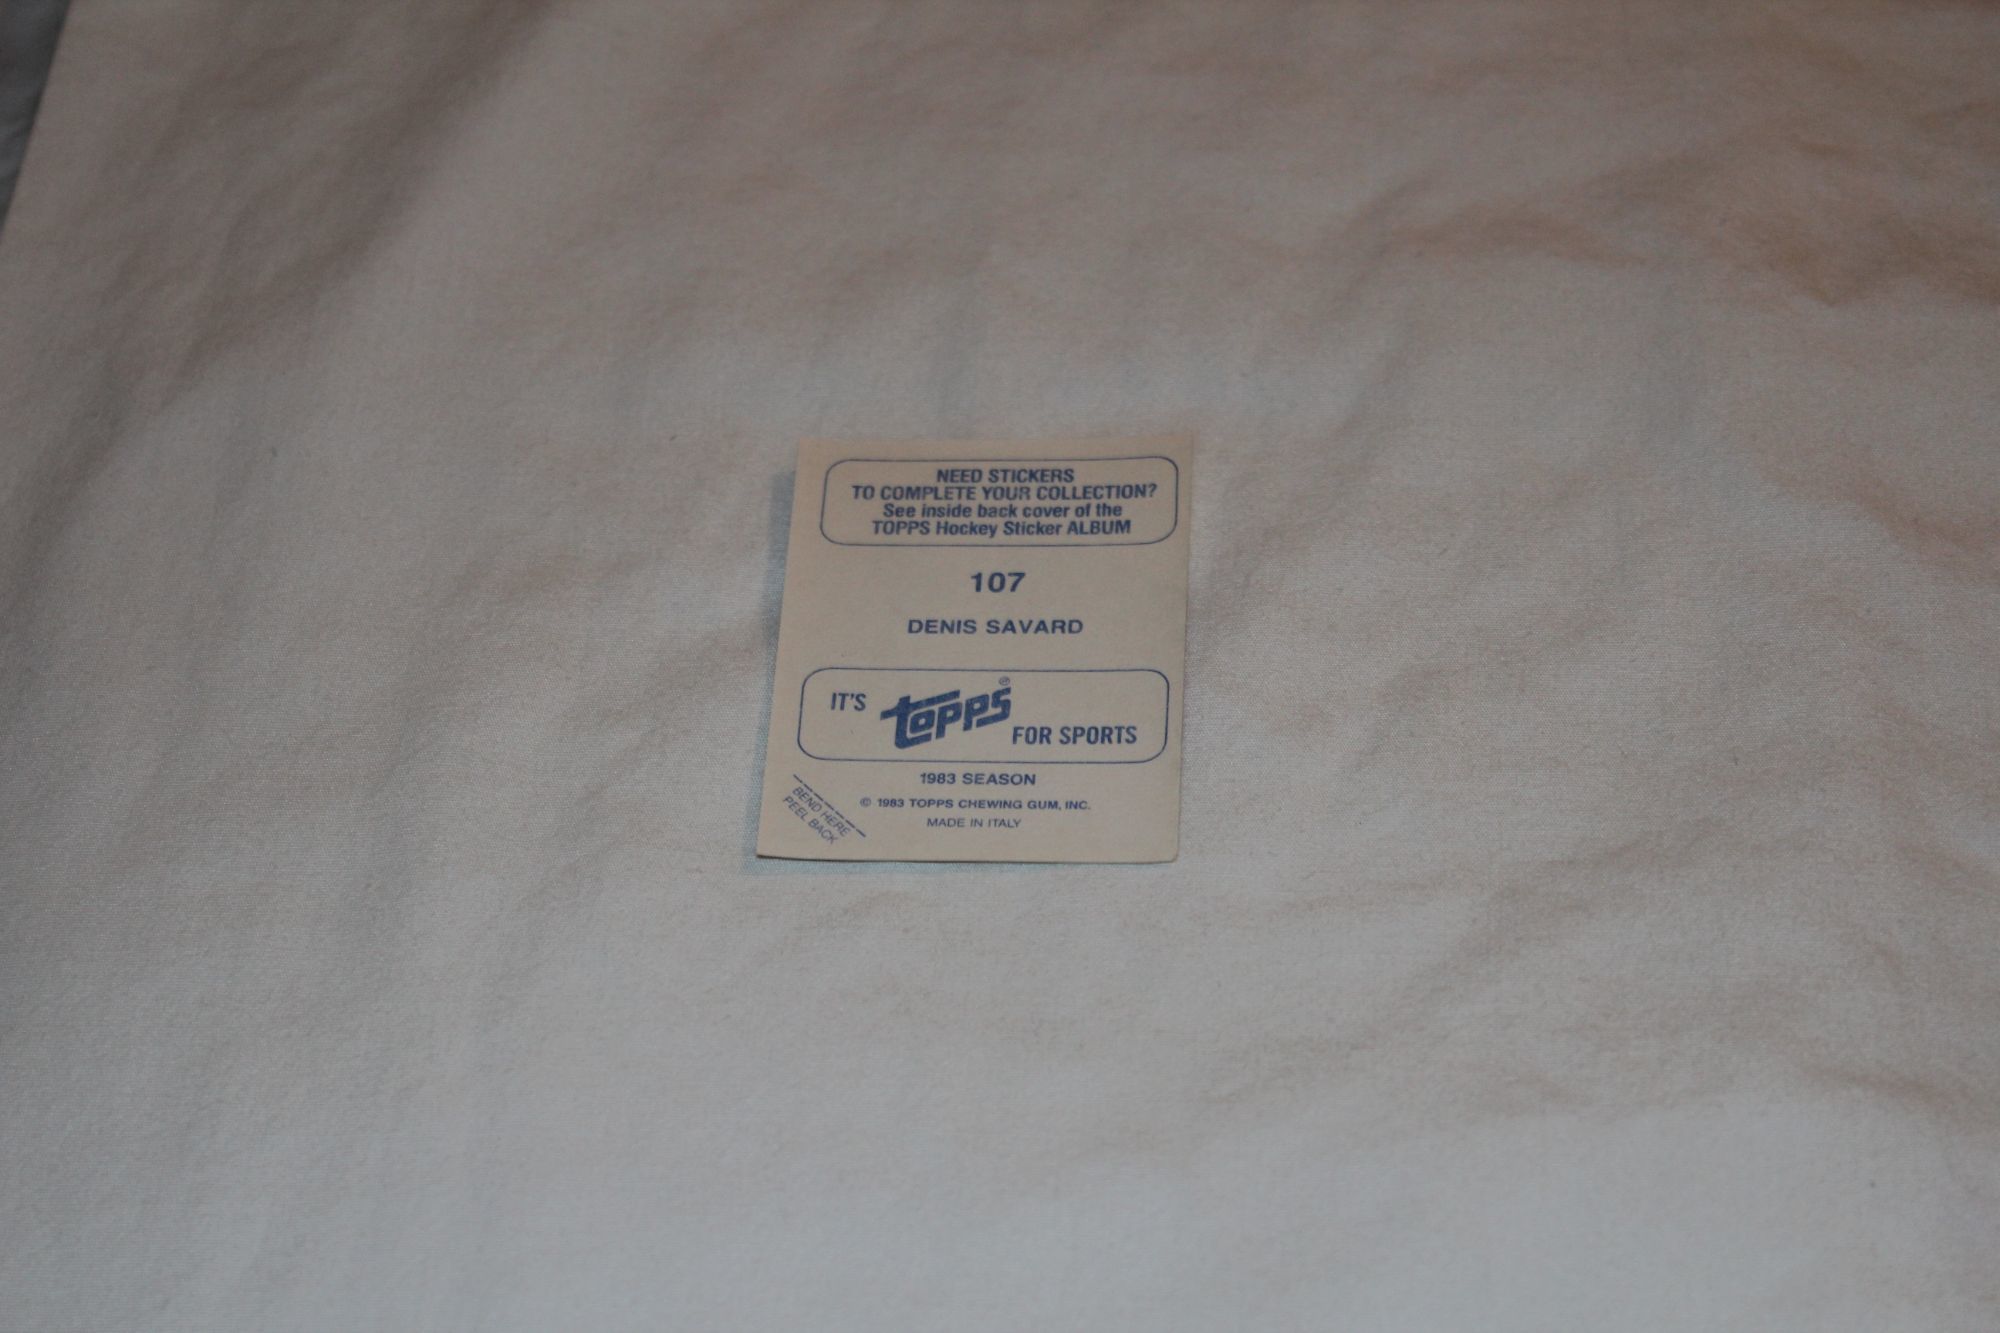 NEED STICKERS
TO COMPLETE YOUR COLLECTION?
See inside back cover of the
TOPPS Hockey Sticker ALBUM
107
DENIS SAVARD
IT'S topps® FOR SPORTS
1983 SEASON
© 1983 TOPPS CHEWING GUM, INC.
MADE IN ITALY
BEND HERE
PEEL BACK